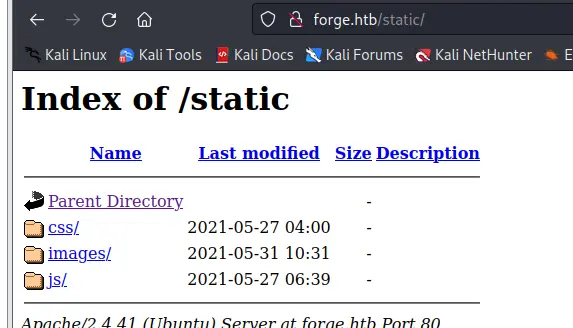 forge.htb/static/
Kali Linux Kali Tools Kali Docs Kali Forums Kali NetHunter E
Index of /static
Name Last modified Size Description
Parent Directory -
css/ 2021-05-27 04:00 -
images/ 2021-05-31 10:31 -
js/ 2021-05-27 06:39 -
Apache/2.4.41 (Ubuntu) Server at forge.htb Port 80